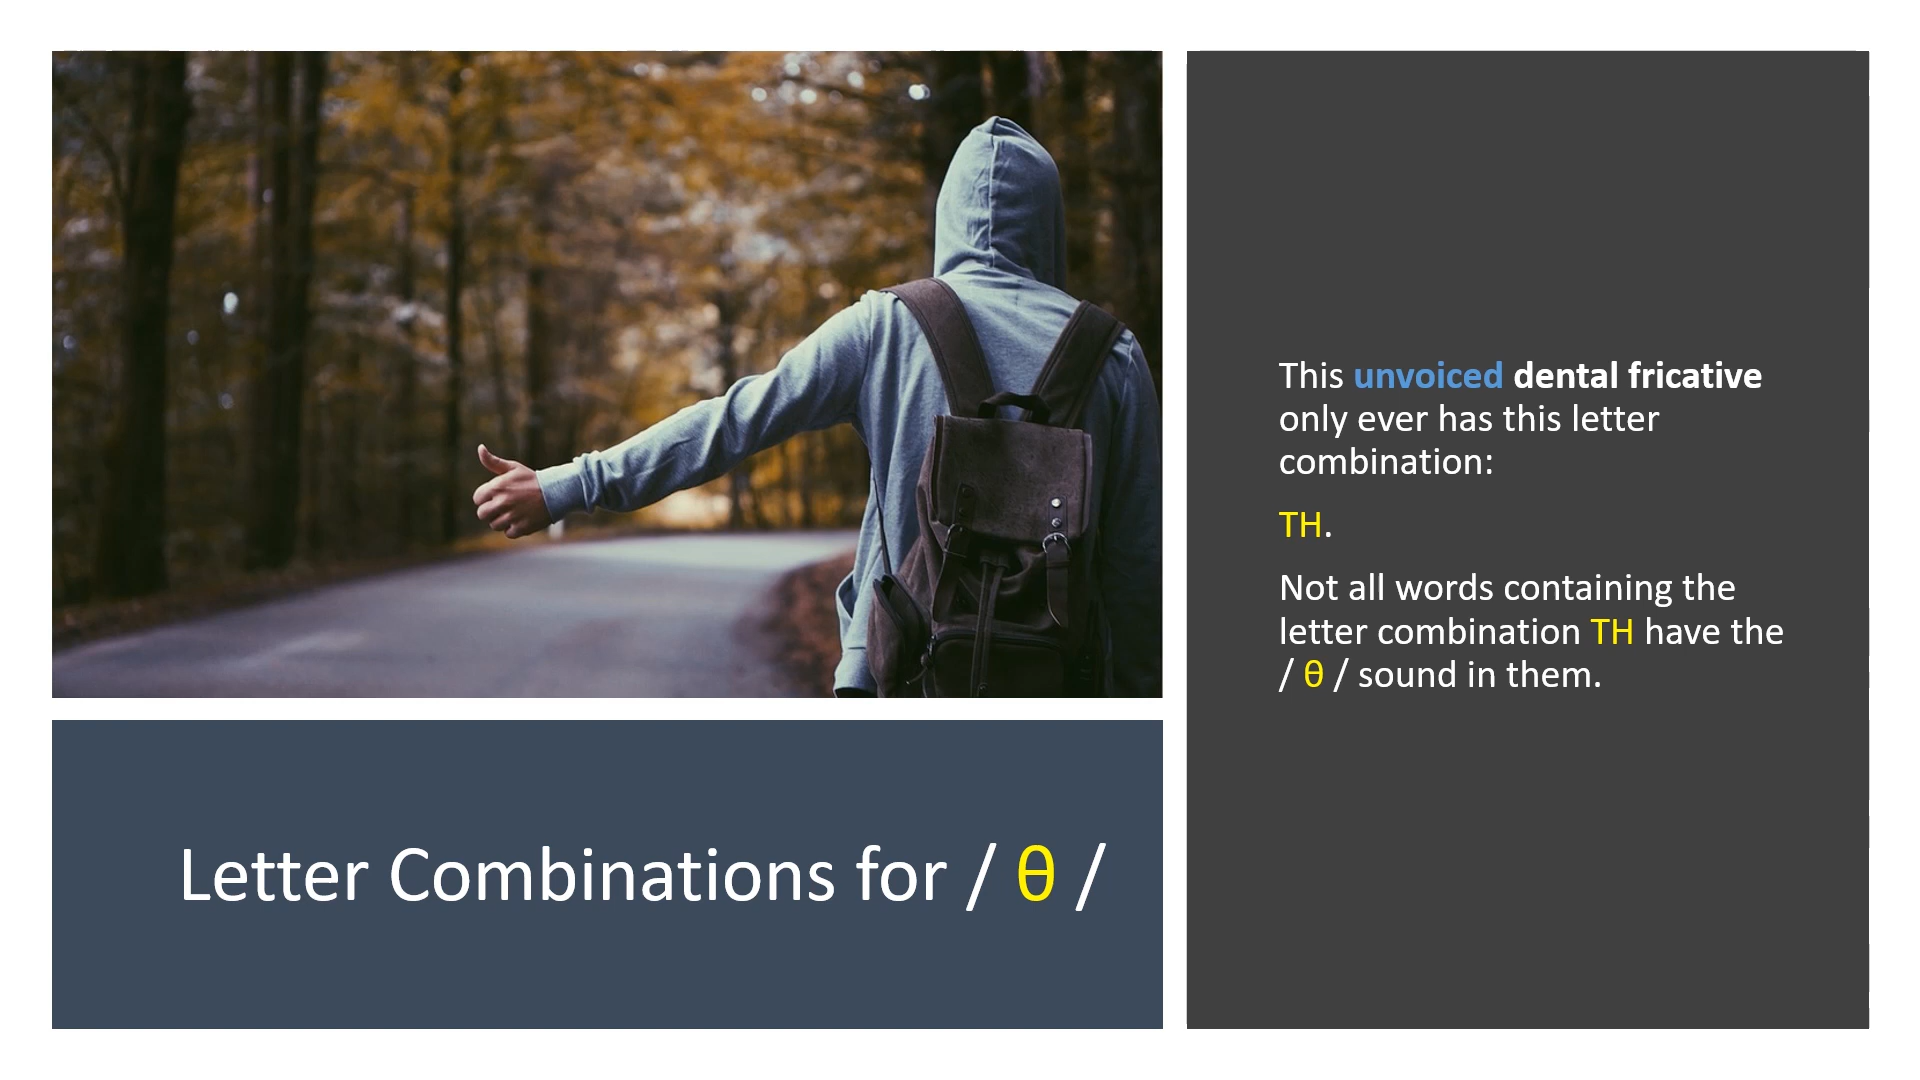 This unvoiced dental fricative
only ever has this letter
combination:
TH.
Not all words containing the
letter combination TH have the
/ θ / sound in them.
Letter Combinations for / θ /